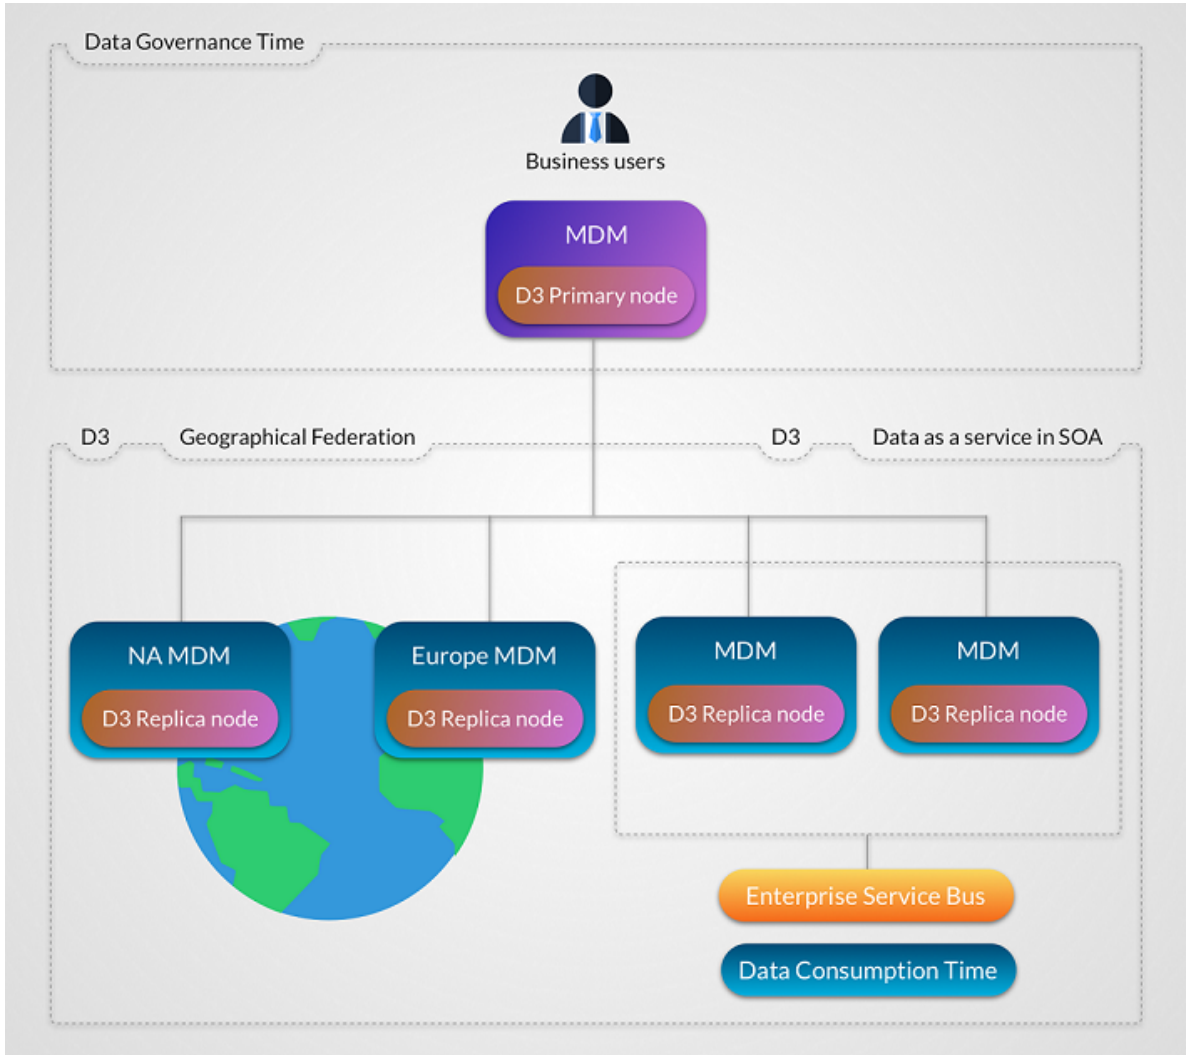 Data Governance Time
Business users
MDM
D3 Primary node
D3
Geographical Federation
D3
Data as a service in SOA
NA MDM
D3 Replica node
Europe MDM
D3 Replica node
MDM
D3 Replica node
MDM
D3 Replica node
Enterprise Service Bus
Data Consumption Time